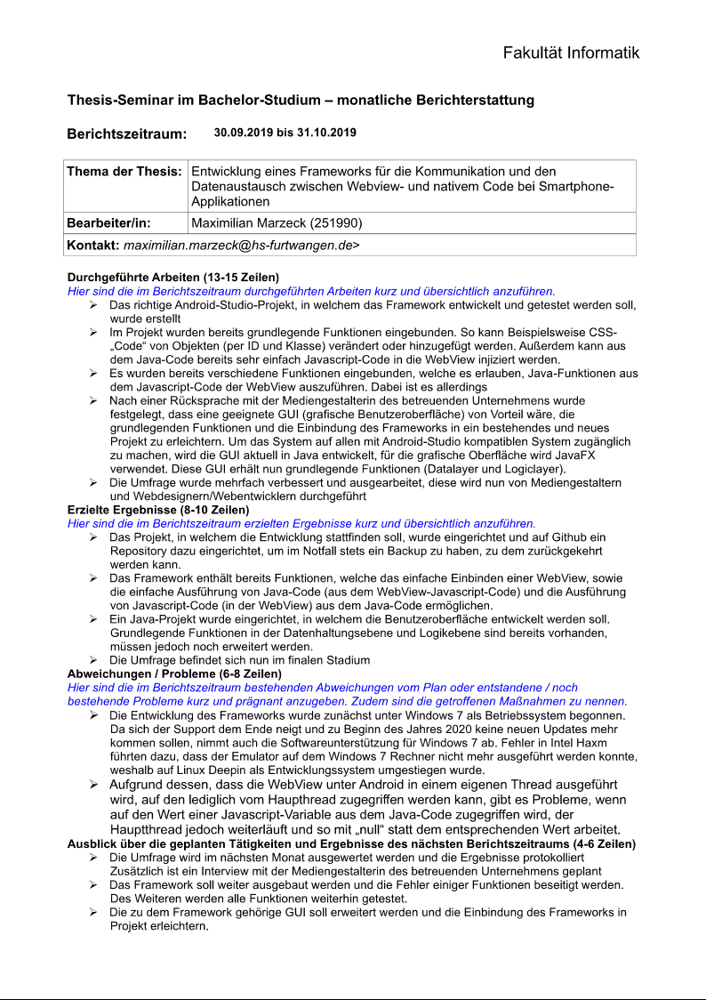 Fakultät Informatik
Thesis-Seminar im Bachelor-Studium – monatliche Berichterstattung
Berichtszeitraum: 30.09.2019 bis 31.10.2019
Thema der Thesis: Entwicklung eines Frameworks für die Kommunikation und den
Datenaustausch zwischen Webview- und nativem Code bei Smartphone-
Applikationen
Bearbeiter/in: Maximilian Marzeck (251990)
Kontakt: maximilian.marzeck@hs-furtwangen.de>
Durchgeführte Arbeiten (13-15 Zeilen)
Hier sind die im Berichtszeitraum durchgeführten Arbeiten kurz und übersichtlich anzuführen.
➢ Das richtige Android-Studio-Projekt, in welchem das Framework entwickelt und getestet werden soll,
wurde erstellt
➢ Im Projekt wurden bereits grundlegende Funktionen eingebunden. So kann Beispielsweise CSS-
„Code“ von Objekten (per ID und Klasse) verändert oder hinzugefügt werden. Außerdem kann aus
dem Java-Code bereits sehr einfach Javascript-Code in die WebView injiziert werden.
➢ Es wurden bereits verschiedene Funktionen eingebunden, welche es erlauben, Java-Funktionen aus
dem Javascript-Code der WebView auszuführen. Dabei ist es allerdings
➢ Nach einer Rücksprache mit der Mediengestalterin des betreuenden Unternehmens wurde
festgelegt, dass eine geeignete GUI (grafische Benutzeroberfläche) von Vorteil wäre, die
grundlegenden Funktionen und die Einbindung des Frameworks in ein bestehendes und neues
Projekt zu erleichtern. Um das System auf allen mit Android-Studio kompatiblen System zugänglich
zu machen, wird die GUI aktuell in Java entwickelt, für die grafische Oberfläche wird JavaFX
verwendet. Diese GUI erhält nun grundlegende Funktionen (Datalayer und Logiclayer).
➢ Die Umfrage wurde mehrfach verbessert und ausgearbeitet, diese wird nun von Mediengestaltern
und Webdesignern/Webentwicklern durchgeführt
Erzielte Ergebnisse (8-10 Zeilen)
Hier sind die im Berichtszeitraum erzielten Ergebnisse kurz und übersichtlich anzuführen.
➢ Das Projekt, in welchem die Entwicklung stattfinden soll, wurde eingerichtet und auf Github ein
Repository dazu eingerichtet, um im Notfall stets ein Backup zu haben, zu dem zurückgekehrt
werden kann.
➢ Das Framework enthält bereits Funktionen, welche das einfache Einbinden einer WebView, sowie
die einfache Ausführung von Java-Code (aus dem WebView-Javascript-Code) und die Ausführung
von Javascript-Code (in der WebView) aus dem Java-Code ermöglichen.
➢ Ein Java-Projekt wurde eingerichtet, in welchem die Benutzeroberfläche entwickelt werden soll.
Grundlegende Funktionen in der Datenhaltungsebene und Logikebene sind bereits vorhanden,
müssen jedoch noch erweitert werden.
➢ Die Umfrage befindet sich nun im finalen Stadium
Abweichungen / Probleme (6-8 Zeilen)
Hier sind die im Berichtszeitraum bestehenden Abweichungen vom Plan oder entstandene / noch
bestehende Probleme kurz und prägnant anzugeben. Zudem sind die getroffenen Maßnahmen zu nennen.
➢ Die Entwicklung des Frameworks wurde zunächst unter Windows 7 als Betriebssystem begonnen.
Da sich der Support dem Ende neigt und zu Beginn des Jahres 2020 keine neuen Updates mehr
kommen sollen, nimmt auch die Softwareunterstützung für Windows 7 ab. Fehler in Intel Haxm
führten dazu, dass der Emulator auf dem Windows 7 Rechner nicht mehr ausgeführt werden konnte,
weshalb auf Linux Deepin als Entwicklungssystem umgestiegen wurde.
➢ Aufgrund dessen, dass die WebView unter Android in einem eigenen Thread ausgeführt
wird, auf den lediglich vom Haupthread zugegriffen werden kann, gibt es Probleme, wenn
auf den Wert einer Javascript-Variable aus dem Java-Code zugegriffen wird, der
Hauptthread jedoch weiterläuft und so mit „null“ statt dem entsprechenden Wert arbeitet.
Ausblick über die geplanten Tätigkeiten und Ergebnisse des nächsten Berichtszeitraums (4-6 Zeilen)
➢ Die Umfrage wird im nächsten Monat ausgewertet werden und die Ergebnisse protokolliert
Zusätzlich ist ein Interview mit der Mediengestalterin des betreuenden Unternehmens geplant
➢ Das Framework soll weiter ausgebaut werden und die Fehler einiger Funktionen beseitigt werden.
Des Weiteren werden alle Funktionen weiterhin getestet.
➢ Die zu dem Framework gehörige GUI soll erweitert werden und die Einbindung des Frameworks in
Projekt erleichtern.